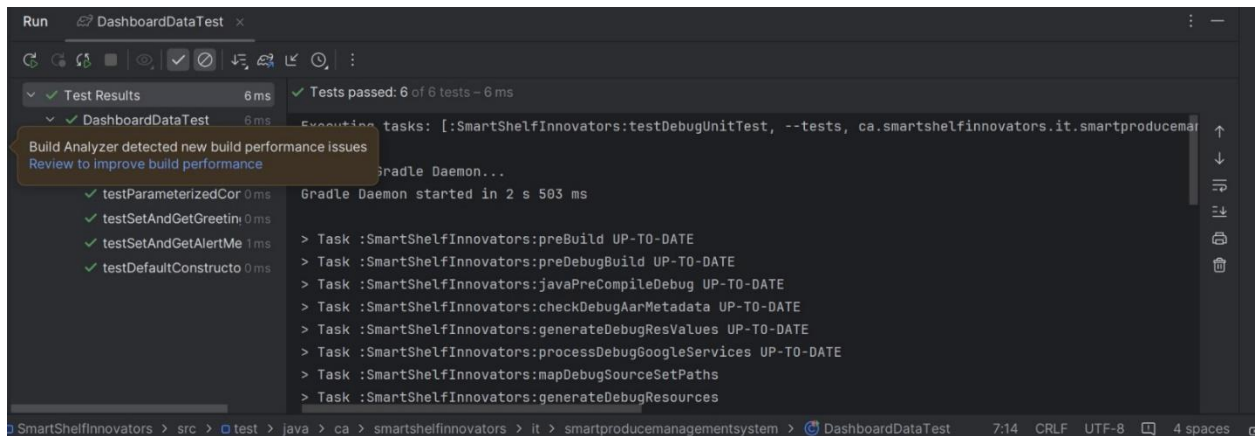 Run DashboardDataTest
Test Results 6 ms
Tests passed: 6 of 6 tests – 6 ms
DashboardDataTest 6 ms
Executing tasks: [:SmartShelfInnovators:testDebugUnitTest, --tests, ca.smartshelfinnovators.it.smartproducemar
Build Analyzer detected new build performance issues
Review to improve build performance
Gradle Daemon...
testParameterizedCor 0 ms
Gradle Daemon started in 2 s 503 ms
testSetAndGetGreeting 0 ms
testSetAndGetAlertMe 1 ms
> Task :SmartShelfInnovators:preBuild UP-TO-DATE
> Task :SmartShelfInnovators:preDebugBuild UP-TO-DATE
testDefaultConstructo 0 ms
> Task :SmartShelfInnovators:javaPreCompileDebug UP-TO-DATE
> Task :SmartShelfInnovators:checkDebugAarMetadata UP-TO-DATE
> Task :SmartShelfInnovators:generateDebugResValues UP-TO-DATE
> Task :SmartShelfInnovators:processDebugGoogleServices UP-TO-DATE
> Task :SmartShelfInnovators:mapDebugSourceSetPaths
> Task :SmartShelfInnovators:generateDebugResources
SmartShelfInnovators > src > test > java > ca > smartshelfinnovators > it > smartproducemanagementsystem > DashboardDataTest 7:14 CRLF UTF-8 4 spaces